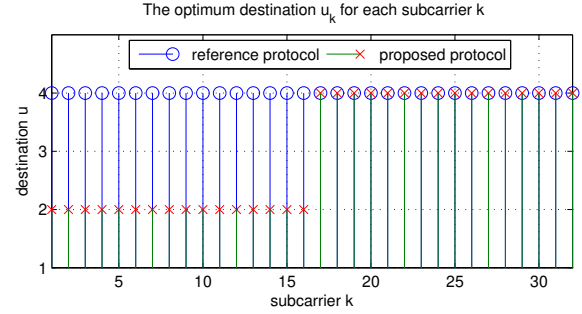 The optimum destination u_k for each subcarrier k
reference protocol proposed protocol
4
3
2
1
destination u
5 10 15 20 25 30
subcarrier k